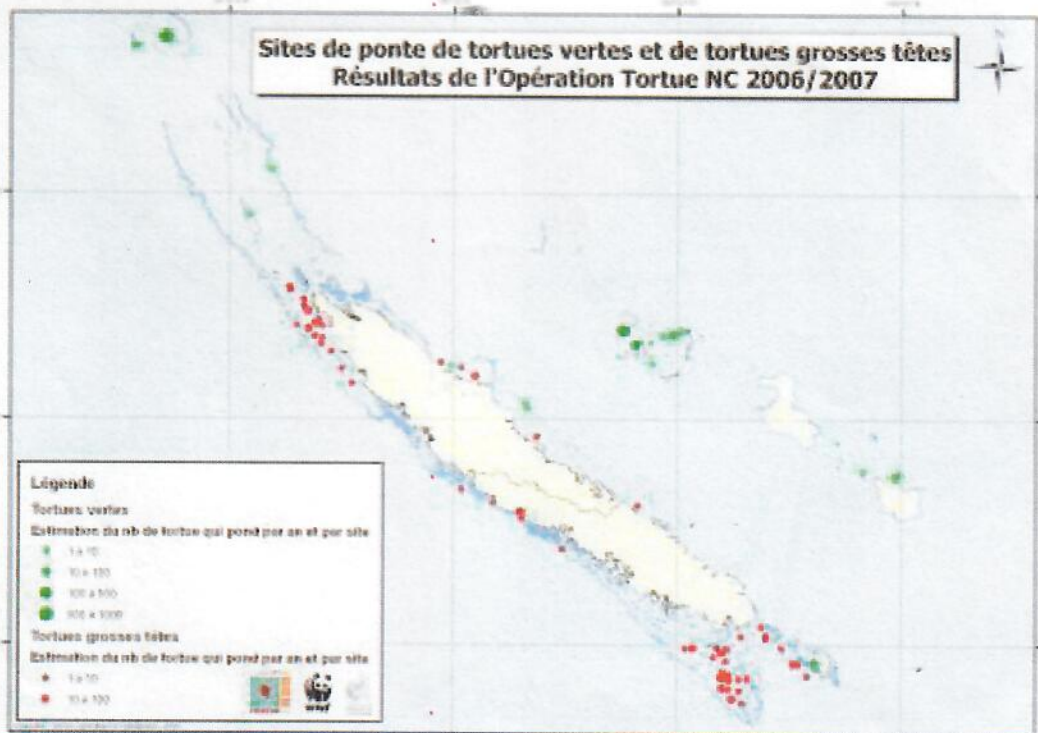 Sites de ponte de tortues vertes et de tortues grosses têtes
Résultats de l'Opération Tortue NC 2006/2007
Légende
Tortues vertes
Estimation du nb de tortue qui pond par an et par site
1 à 10
10 à 100
100 à 500
500 à 1000
Tortues grosses têtes
Estimation du nb de tortue qui pond par an et par site
1 à 10
10 à 100
WWF